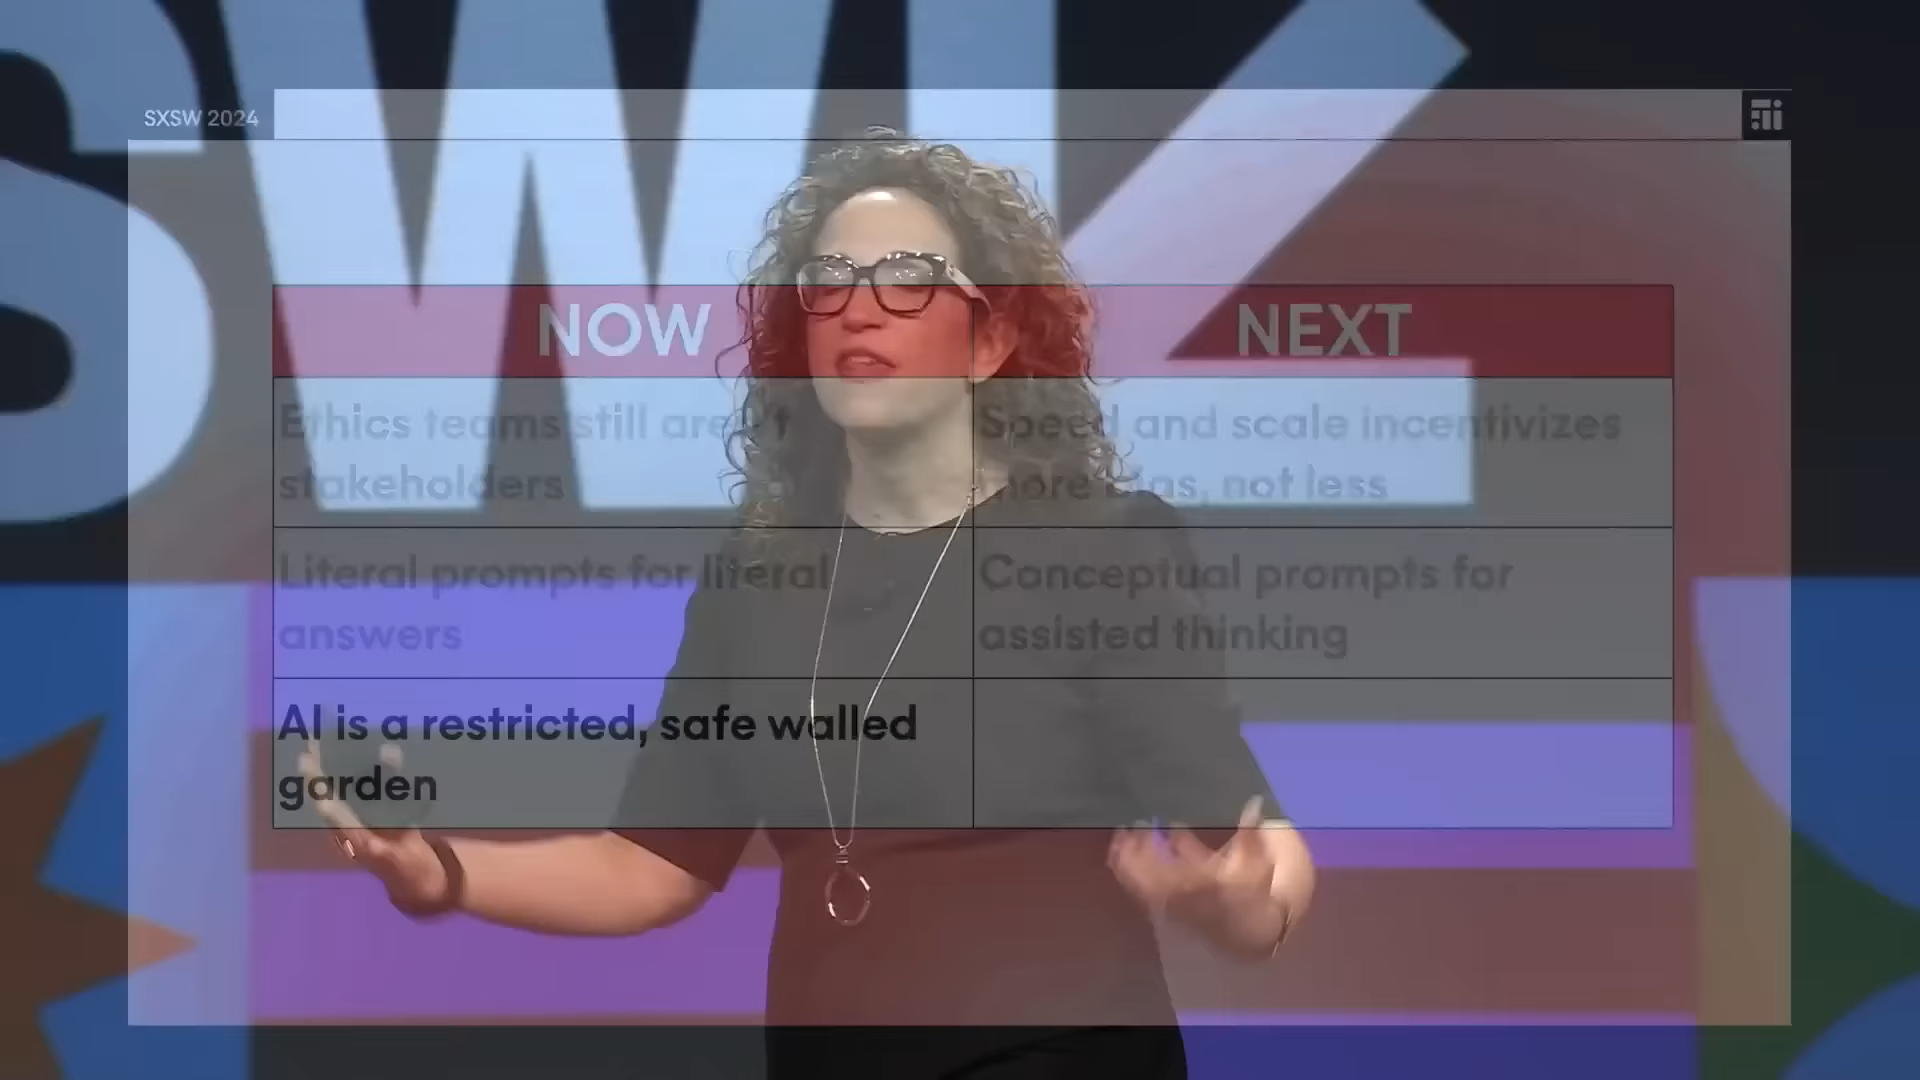 SXSW 2024
NOW
NEXT
Ethics teams still aren't
stakeholders
Speed and scale incentivizes
more bias, not less
Literal prompts for literal
answers
Conceptual prompts for
assisted thinking
AI is a restricted, safe walled
garden